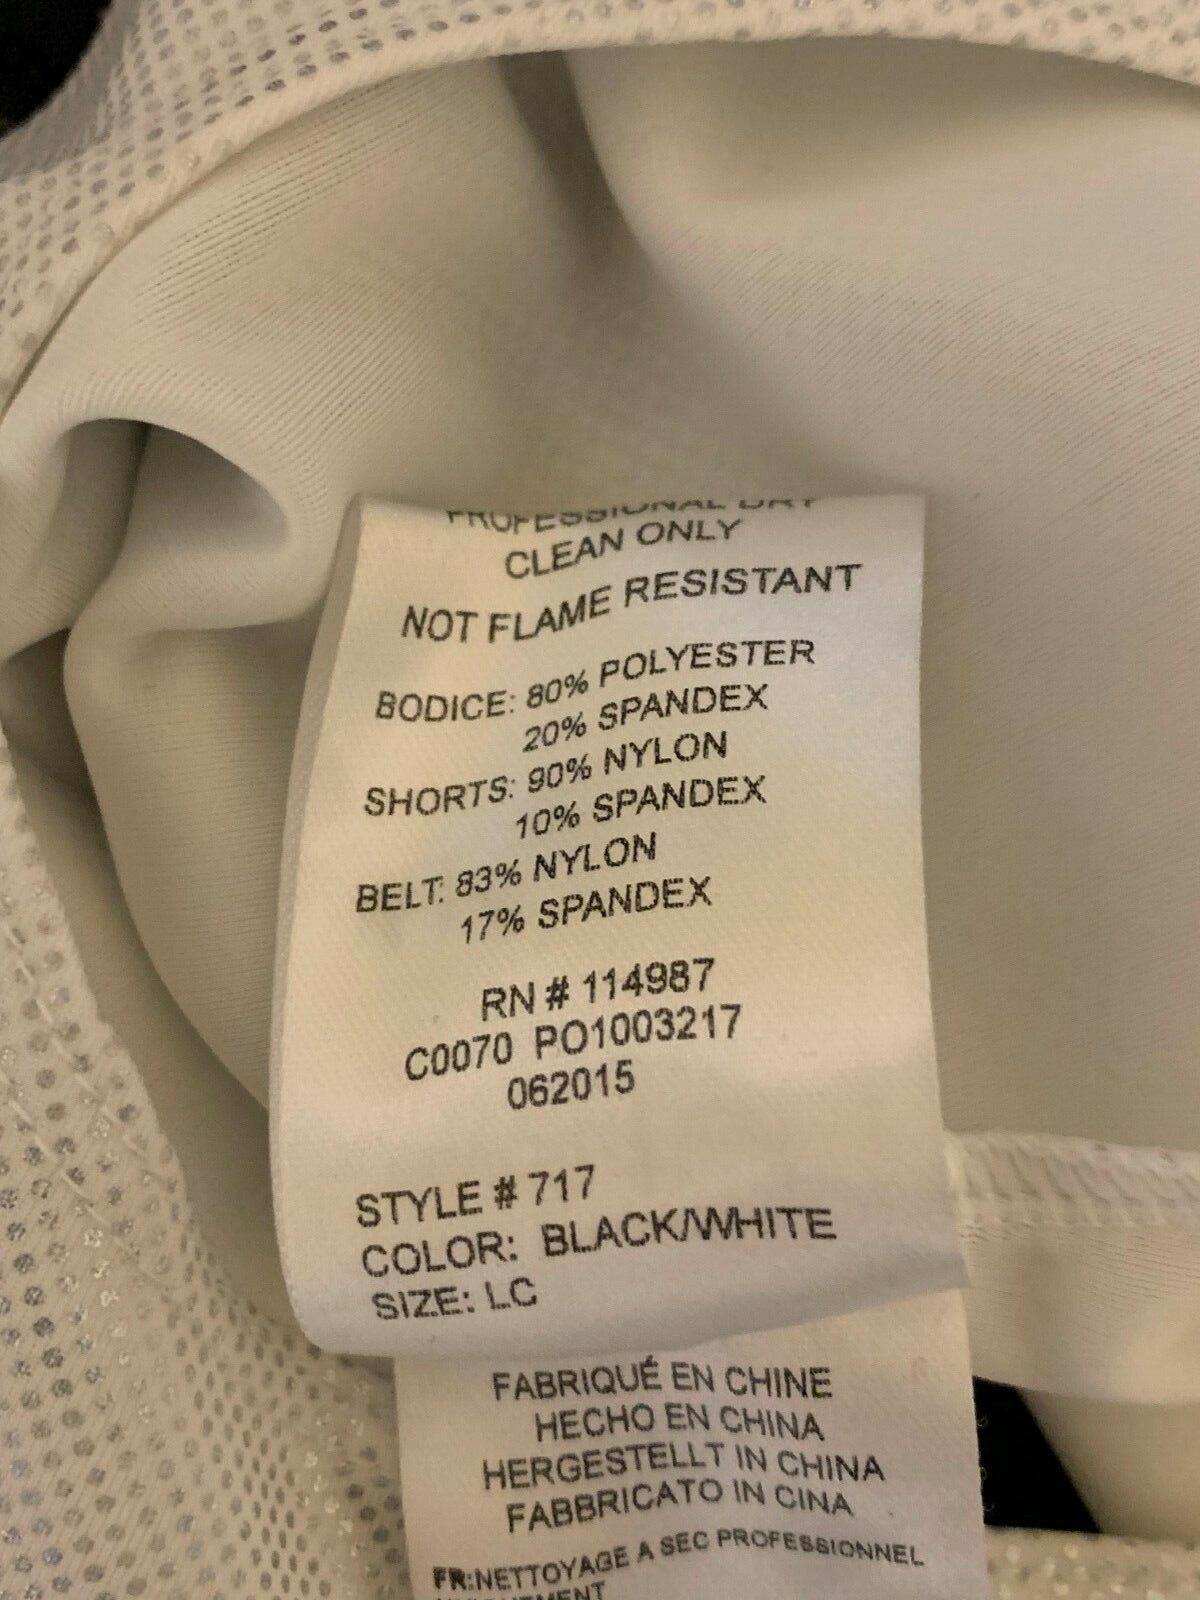 PROFESSIONAL DRY
CLEAN ONLY
NOT FLAME RESISTANT
BODICE: 80% POLYESTER
20% SPANDEX
SHORTS: 90% NYLON
10% SPANDEX
BELT: 83% NYLON
17% SPANDEX
RN # 114987
C0070 PO1003217
062015
STYLE # 717
COLOR: BLACK/WHITE
SIZE: LC
FABRIQUÉ EN CHINE
HECHO EN CHINA
HERGESTELLT IN CHINA
FABBRICATO IN CINA
FR:NETTOYAGE A SEC PROFESSIONNEL